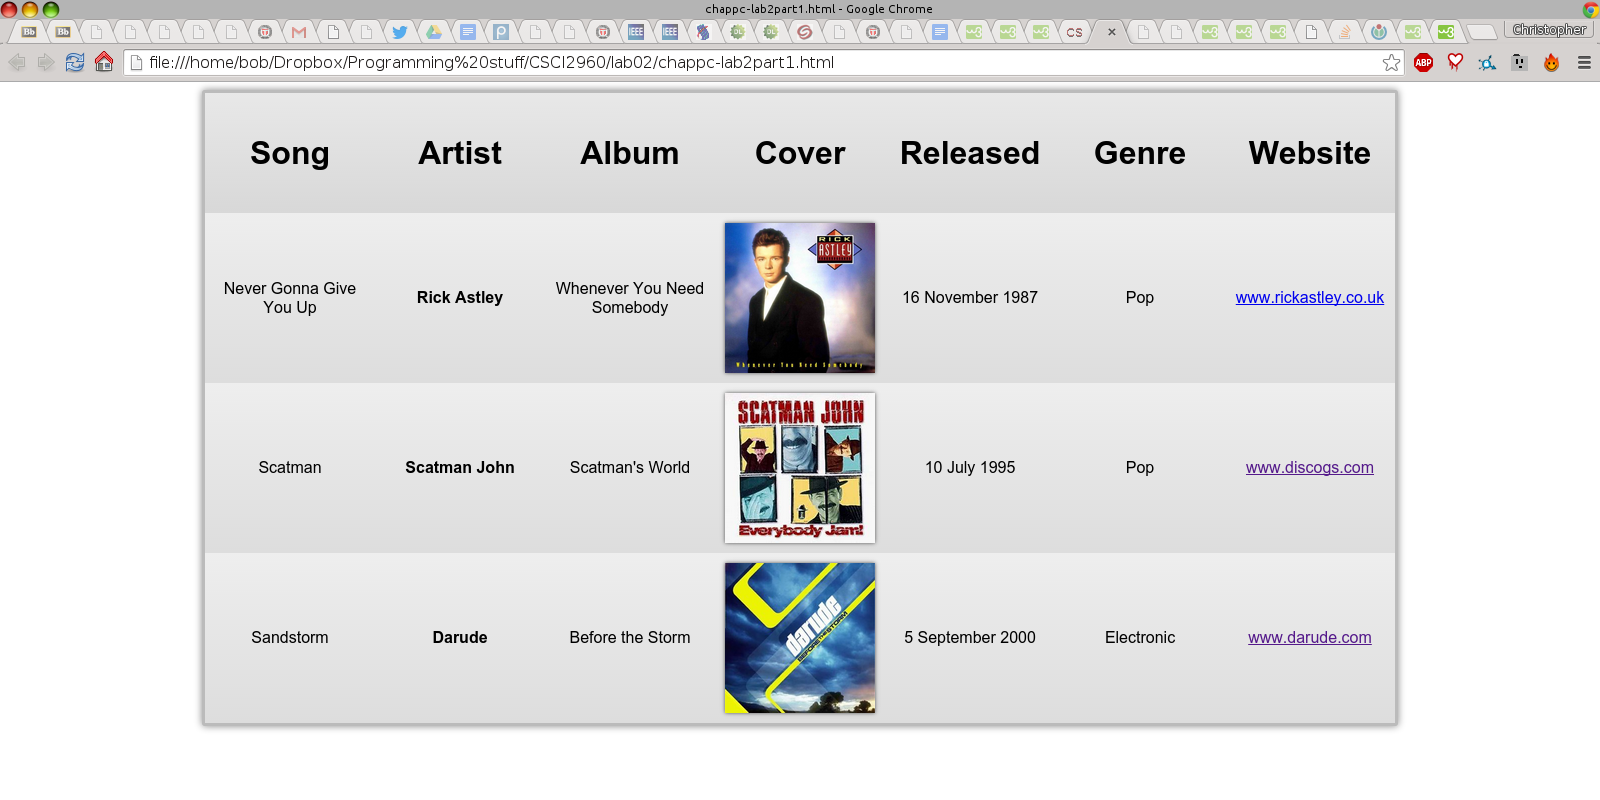 chappc-lab2part1.html - Google Chrome
Christopher
file:///home/bob/Dropbox/Programming%20stuff/CSCI2960/lab02/chappc-lab2part1.html
ABP
Song Artist Album Cover Released Genre Website
Never Gonna Give
You Up
Rick Astley
Whenever You Need
Somebody
RICK
ASTLEY
Whenever You Need Somebody
16 November 1987
Pop
www.rickastley.co.uk
Scatman
Scatman John
Scatman's World
SCATMAN JOHN
Everybody Jam!
10 July 1995
Pop
www.discogs.com
Sandstorm
Darude
Before the Storm
darude
BEFORE THE STORM
5 September 2000
Electronic
www.darude.com